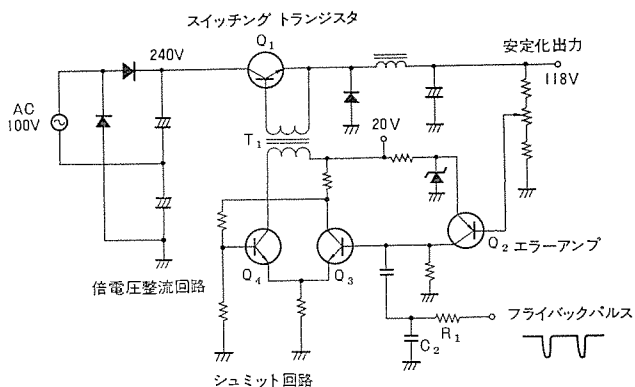 スイッチング トランジスタ
Q1
240V
安定化出力
118V
AC
100V
T1
20V
Q2 エラーアンプ
Q4
Q3
倍電圧整流回路
フライバックパルス
R1
C2
シュミット回路